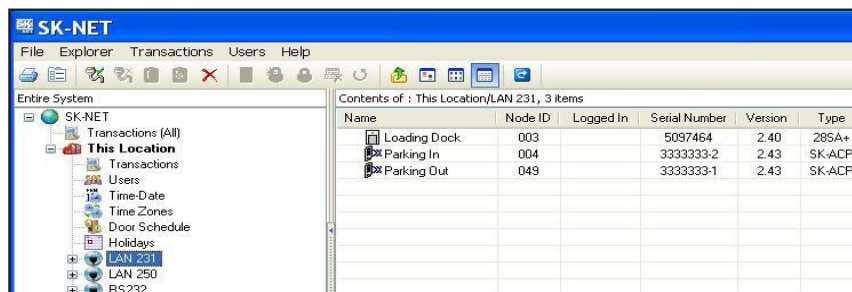 SK-NET
File Explorer Transactions Users Help
Entire System
Contents of : This Location/LAN 231, 3 items
SK-NET
Transactions (All)
This Location
Transactions
Users
Time-Date
Time Zones
Door Schedule
Holidays
LAN 231
LAN 250
RS232
Name Node ID Logged In Serial Number Version Type
Loading Dock 003 5097464 2.40 28SA+
Parking In 004 3333333-2 2.43 SK-ACP
Parking Out 049 3333333-1 2.43 SK-ACP